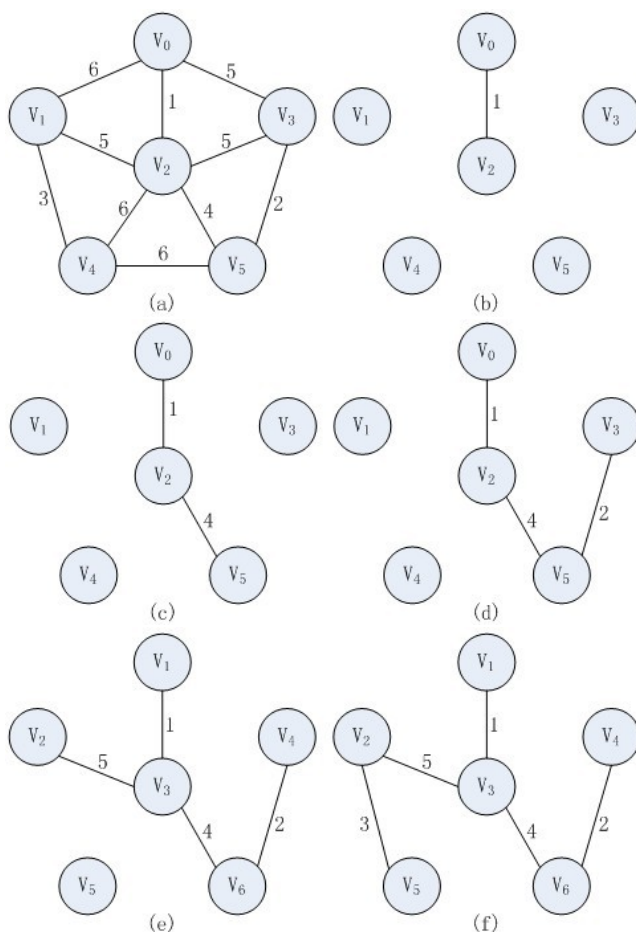 V₀
6 5
V₁ 1 V₃
5 5
V₂
3 6 4 2
V₄ 6 V₅
(a)
V₀
1
V₁ V₃
V₂
V₄ V₅
(b)
V₀
1
V₁ V₃
V₂
4
V₄ V₅
(c)
V₀
1
V₁ V₃
V₂
4 2
V₄ V₅
(d)
V₁
1
V₂ V₄
5
V₃
4 2
V₅ V₆
(e)
V₁
1
V₂ V₄
5
V₃
3 4 2
V₅ V₆
(f)